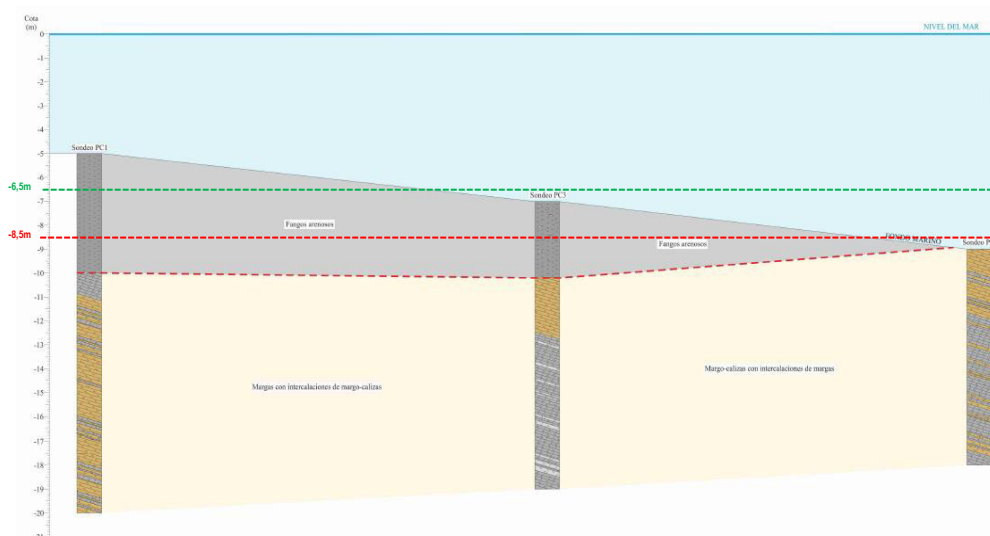 Cota
(m)
NIVEL DEL MAR
0
-1
-2
-3
-4
Sondeo PC1
-5
-6
-6,5m
Sondeo PC3
-7
-8
Fangos arenosos
-8,5m
FONDO MARINO
Fangos arenosos
Sondeo P
-9
-10
-11
-12
-13
-14
Margo-calizas con intercalaciones de margas
Margas con intercalaciones de margo-calizas
-15
-16
-17
-18
-19
-20